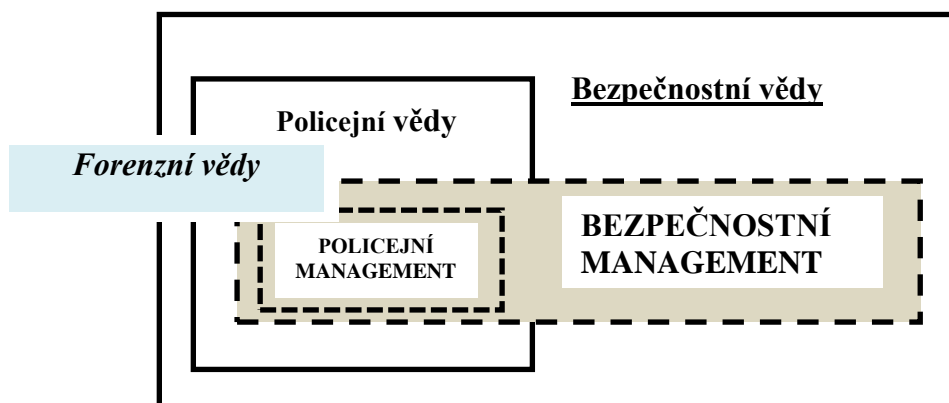 Bezpečnostní vědy
Policejní vědy
Forenzní vědy
BEZPEČNOSTNÍ
MANAGEMENT
POLICEJNÍ
MANAGEMENT